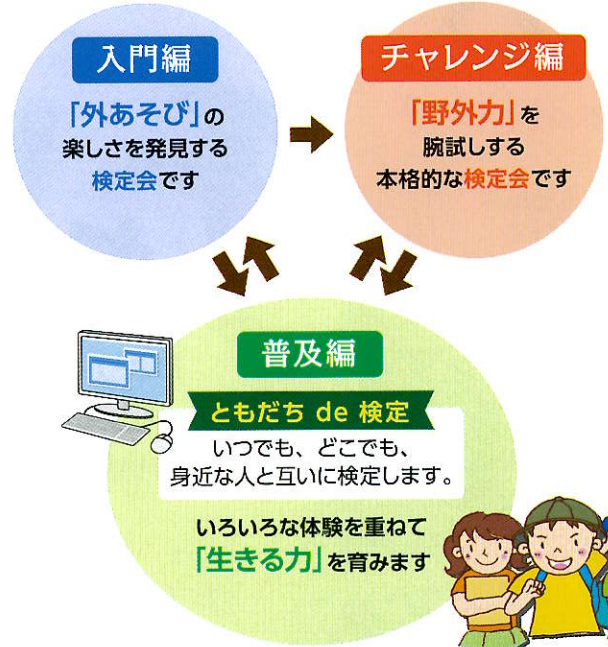 入門編
「外あそび」の
楽しさを発見する
検定会です
チャレンジ編
「野外力」を
腕試しする
本格的な検定会です
普及編
ともだち de 検定
いつでも、どこでも、
身近な人と互いに検定します。
いろいろな体験を重ねて
「生きる力」を育みます